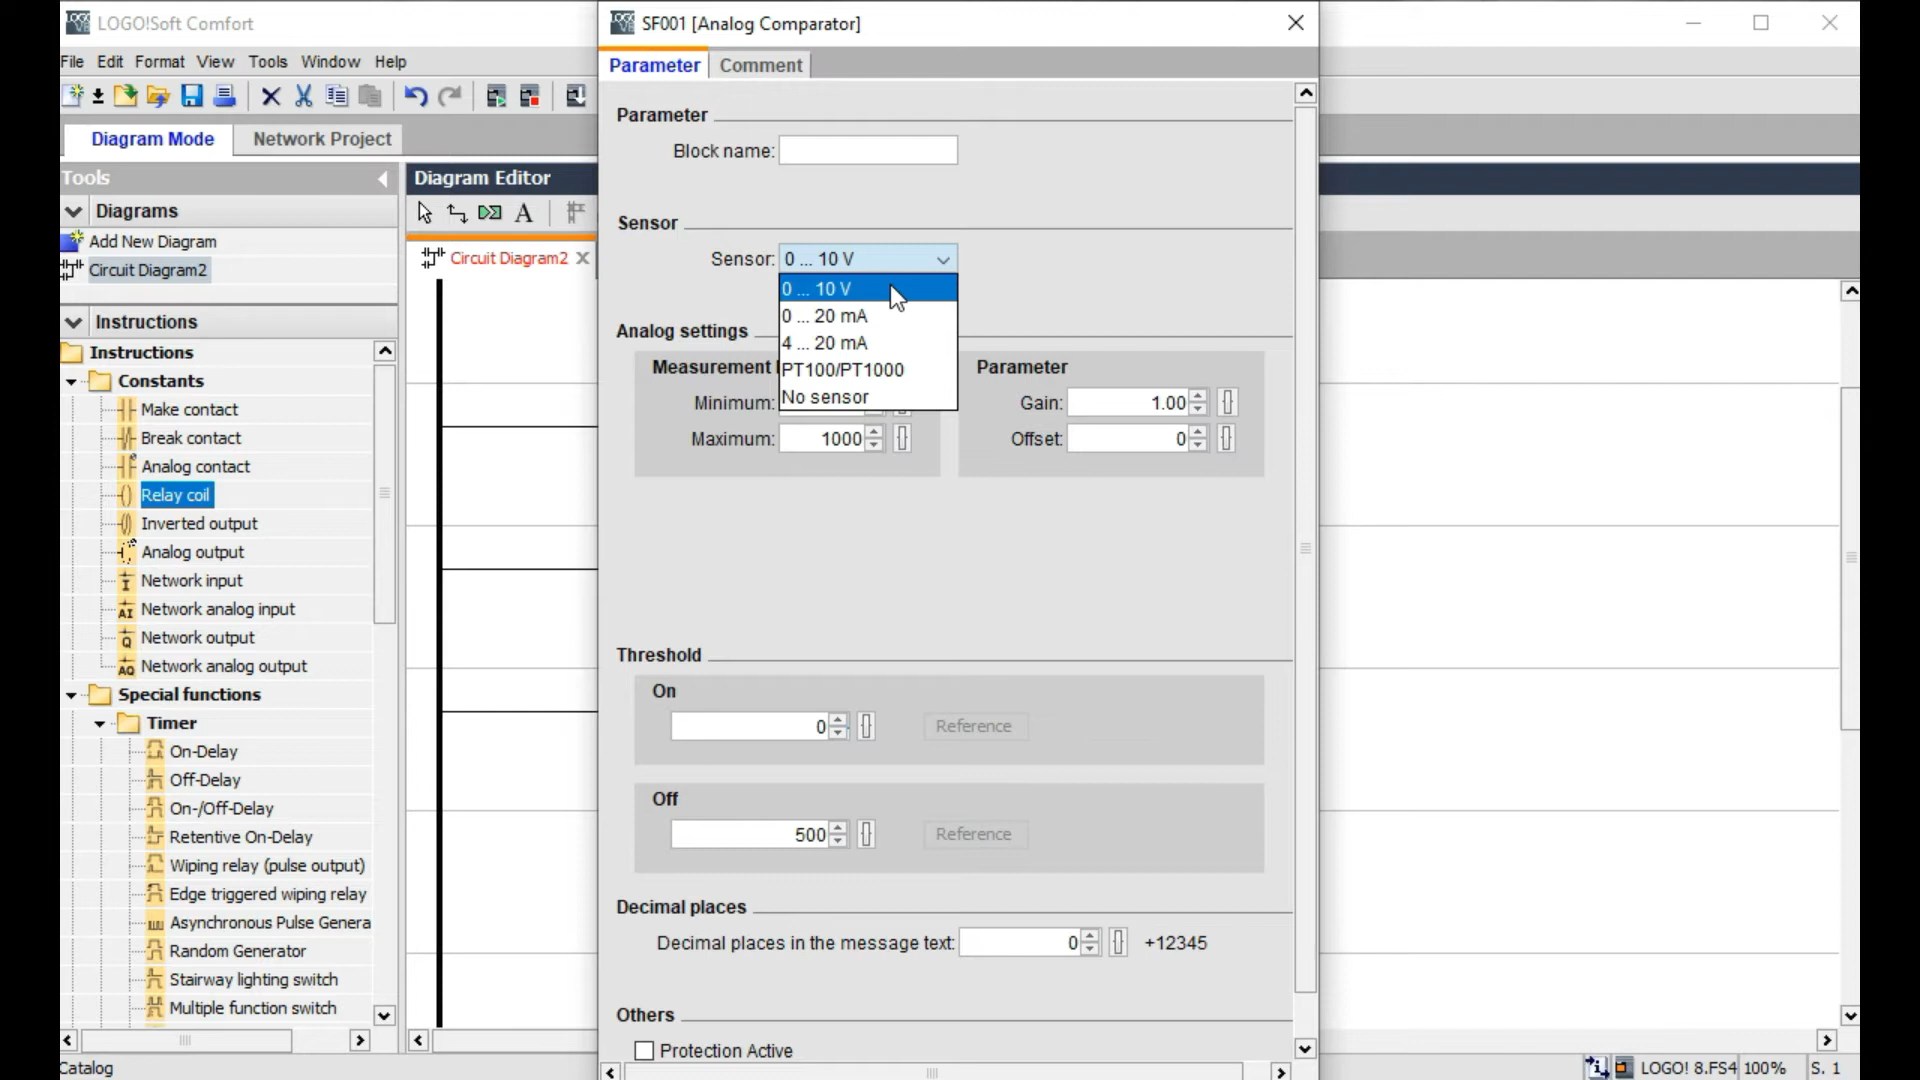 LOGO!Soft Comfort
File Edit Format View Tools Window Help
Diagram Mode Network Project
Tools
Diagrams
Add New Diagram
Circuit Diagram2
Instructions
Instructions
Constants
Make contact
Break contact
Analog contact
Relay coil
Inverted output
Analog output
Network input
Network analog input
Network output
Network analog output
Special functions
Timer
On-Delay
Off-Delay
On-/Off-Delay
Retentive On-Delay
Wiping relay (pulse output)
Edge triggered wiping relay
Asynchronous Pulse Genera
Random Generator
Stairway lighting switch
Multiple function switch
Catalog
Diagram Editor
Circuit Diagram2
SF001 [Analog Comparator]
Parameter Comment
Parameter
Block name:
Sensor
Sensor: 0 ... 10 V
0 ... 10 V
0 ... 20 mA
4 ... 20 mA
PT100/PT1000
No sensor
Analog settings
Measurement
Minimum:
Maximum: 1000
Parameter
Gain: 1.00
Offset: 0
Threshold
On
0 Reference
Off
500 Reference
Decimal places
Decimal places in the message text: 0 +12345
Others
Protection Active
LOGO! 8.FS4 100% S. 1